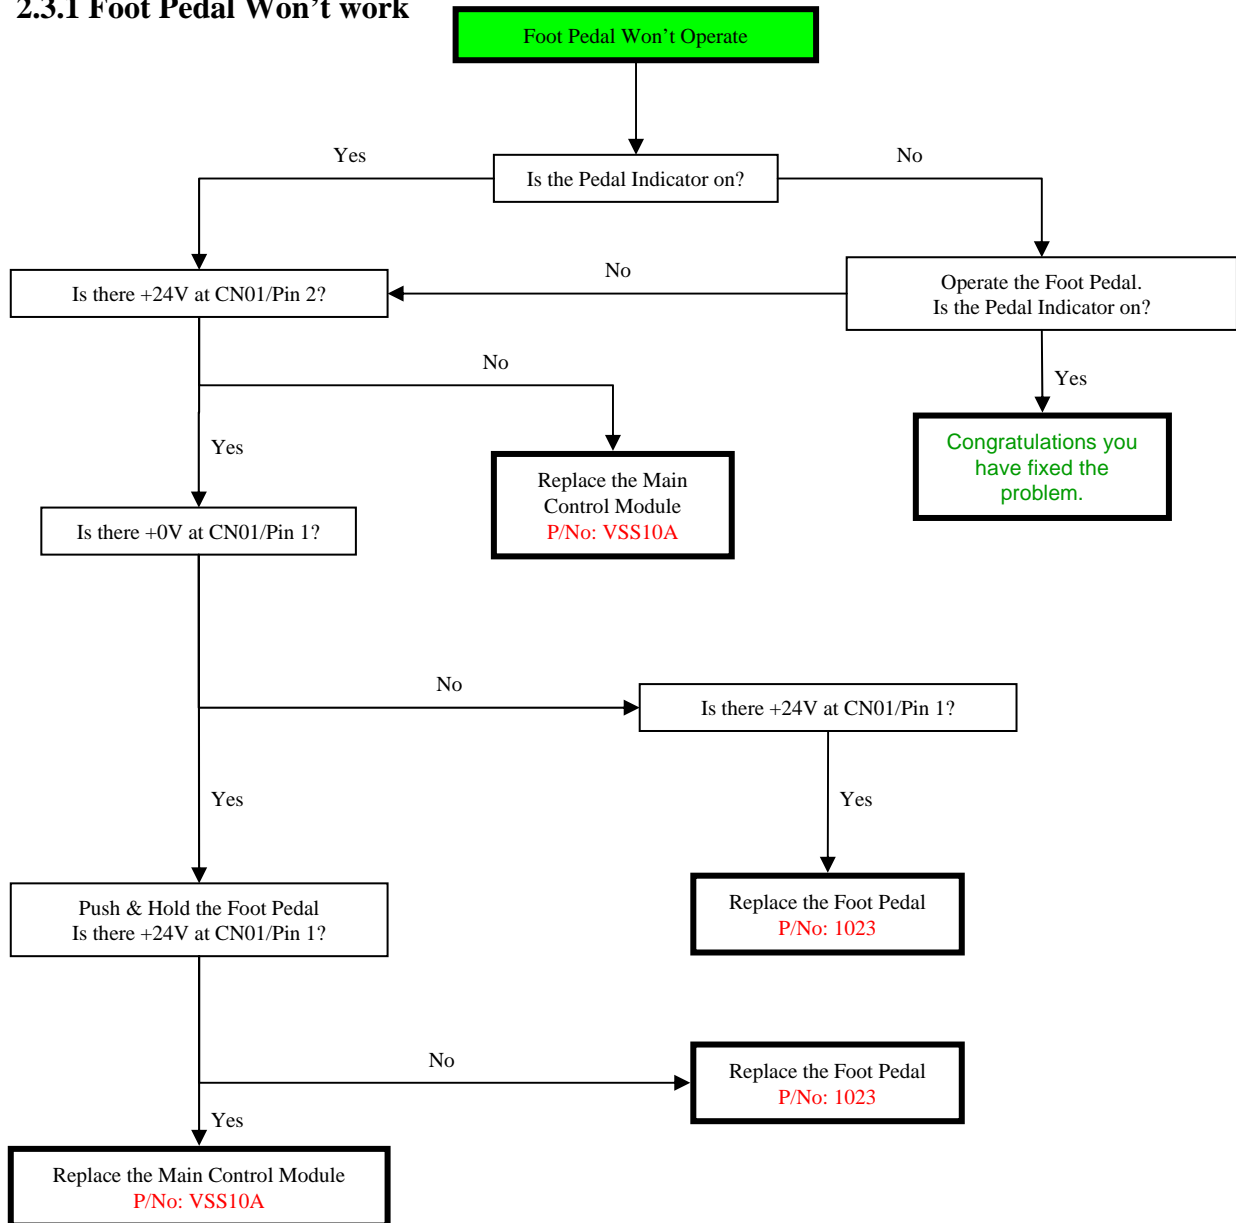 2.3.1 Foot Pedal Won't work
Foot Pedal Won't Operate
Yes
No
Is the Pedal Indicator on?
No
Is there +24V at CN01/Pin 2?
Operate the Foot Pedal.
Is the Pedal Indicator on?
No
Yes
Yes
Congratulations you
have fixed the
problem.
Replace the Main
Control Module
P/No: VSS10A
Is there +0V at CN01/Pin 1?
No
Is there +24V at CN01/Pin 1?
Yes
Yes
Push & Hold the Foot Pedal
Is there +24V at CN01/Pin 1?
Replace the Foot Pedal
P/No: 1023
No
Replace the Foot Pedal
P/No: 1023
Yes
Replace the Main Control Module
P/No: VSS10A